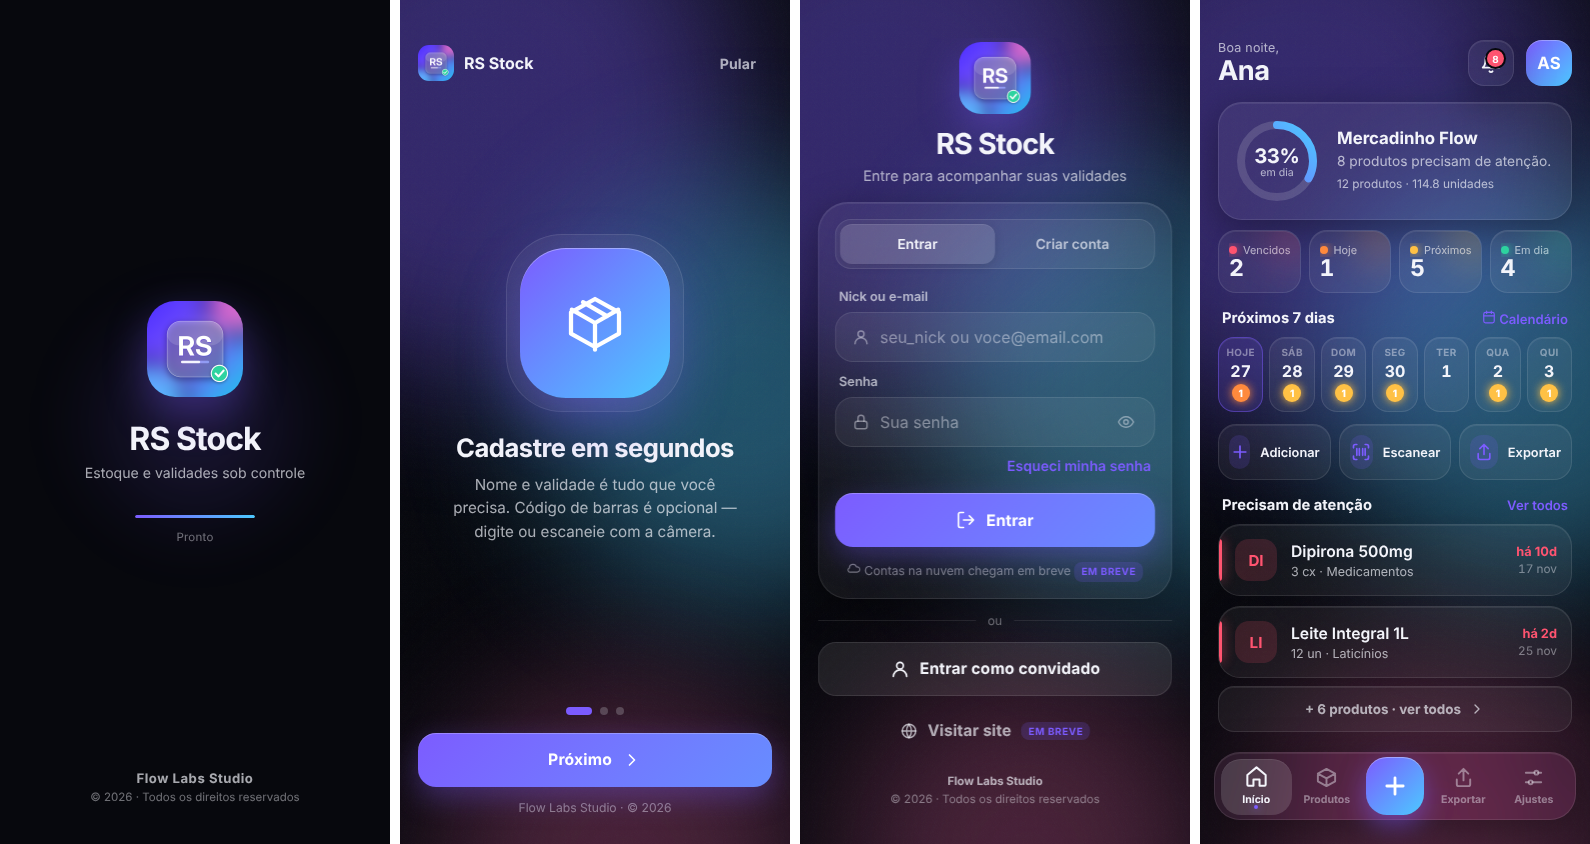 RS
RS Stock
Estoque e validades sob controle
Pronto
Flow Labs Studio
© 2026 · Todos os direitos reservados
RS
RS Stock
Pular
Cadastre em segundos
Nome e validade é tudo que você
precisa. Código de barras é opcional —
digite ou escaneie com a câmera.
Próximo
Flow Labs Studio · © 2026
RS
RS Stock
Entre para acompanhar suas validades
Entrar
Criar conta
Nick ou e-mail
seu_nick ou voce@email.com
Senha
Sua senha
Esqueci minha senha
Entrar
Contas na nuvem chegam em breve EM BREVE
ou
Entrar como convidado
Visitar site EM BREVE
Flow Labs Studio
© 2026 · Todos os direitos reservados
Boa noite,
Ana
8
AS
33%
em dia
Mercadinho Flow
8 produtos precisam de atenção.
12 produtos · 114.8 unidades
Vencidos
2
Hoje
1
Próximos
5
Em dia
4
Próximos 7 dias
Calendário
HOJE
27
1
SÁB
28
1
DOM
29
1
SEG
30
1
TER
1
QUA
2
1
QUI
3
1
Adicionar
Escanear
Exportar
Precisam de atenção
Ver todos
DI
Dipirona 500mg
3 cx · Medicamentos
há 10d
17 nov
LI
Leite Integral 1L
12 un · Laticínios
há 2d
25 nov
+ 6 produtos · ver todos
Início
Produtos
Exportar
Ajustes